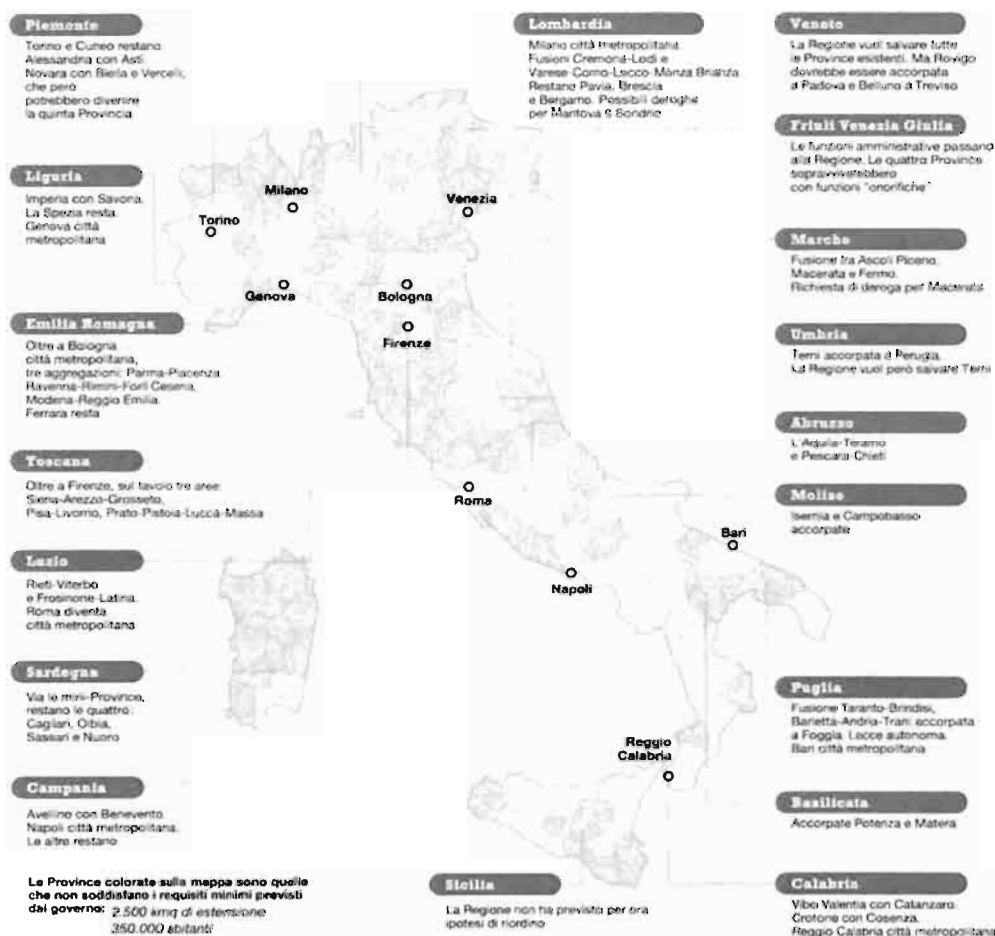 Piemonte
Torino e Cuneo restano.
Alessandria con Asti.
Novara con Biella e Vercelli,
che però
potrebbero divenire
la quinta Provincia
Liguria
Imperia con Savona.
La Spezia resta.
Genova città
metropolitana
Emilia Romagna
Oltre a Bologna
città metropolitana,
tre aggregazioni: Parma-Piacenza
Ravenna-Rimini-Forlì Cesena,
Modena-Reggio Emilia.
Ferrara resta
Toscana
Oltre a Firenze, sul tavolo tre aree:
Siena-Arezzo-Grosseto,
Pisa-Livorno, Prato-Pistoia-Lucca-Massa
Lazio
Rieti-Viterbo
e Frosinone-Latina.
Roma diventa
città metropolitana
Sardegna
Via le mini-Province,
restano le quattro:
Cagliari, Olbia,
Sassari e Nuoro
Campania
Avellino con Benevento.
Napoli città metropolitana.
Le altre restano
Le Province colorate sulla mappa sono quelle
che non soddisfano i requisiti minimi previsti
dal governo: 2.500 kmq di estensione
350.000 abitanti
Lombardia
Milano città metropolitana.
Fusioni Cremona-Lodi e
Varese-Como-Lecco-Monza Brianza
Restano Pavia, Brescia
e Bergamo. Possibili deroghe
per Mantova e Sondrio
Milano
Torino
Venezia
Genova
Bologna
Firenze
Roma
Bari
Napoli
Reggio
Calabria
Sicilia
La Regione non ha previsto per ora
ipotesi di riordino
Veneto
La Regione vuol salvare tutte
le Province esistenti. Ma Rovigo
dovrebbe essere accorpata
a Padova e Belluno a Treviso
Friuli Venezia Giulia
Le funzioni amministrative passano
alla Regione. Le quattro Province
sopravviverebbero
con funzioni "onorifiche"
Marche
Fusione tra Ascoli Piceno,
Macerata e Fermo.
Richiesta di deroga per Macerata
Umbria
Terni accorpata a Perugia.
La Regione vuol però salvare Terni
Abruzzo
L'Aquila-Teramo
e Pescara-Chieti
Molise
Isernia e Campobasso
accorpate
Puglia
Fusione Taranto-Brindisi,
Barletta-Andria-Trani accorpata
a Foggia. Lecce autonoma.
Bari città metropolitana
Basilicata
Accorpate Potenza e Matera
Calabria
Vibo Valentia con Catanzaro.
Crotone con Cosenza.
Reggio Calabria città metropolitana